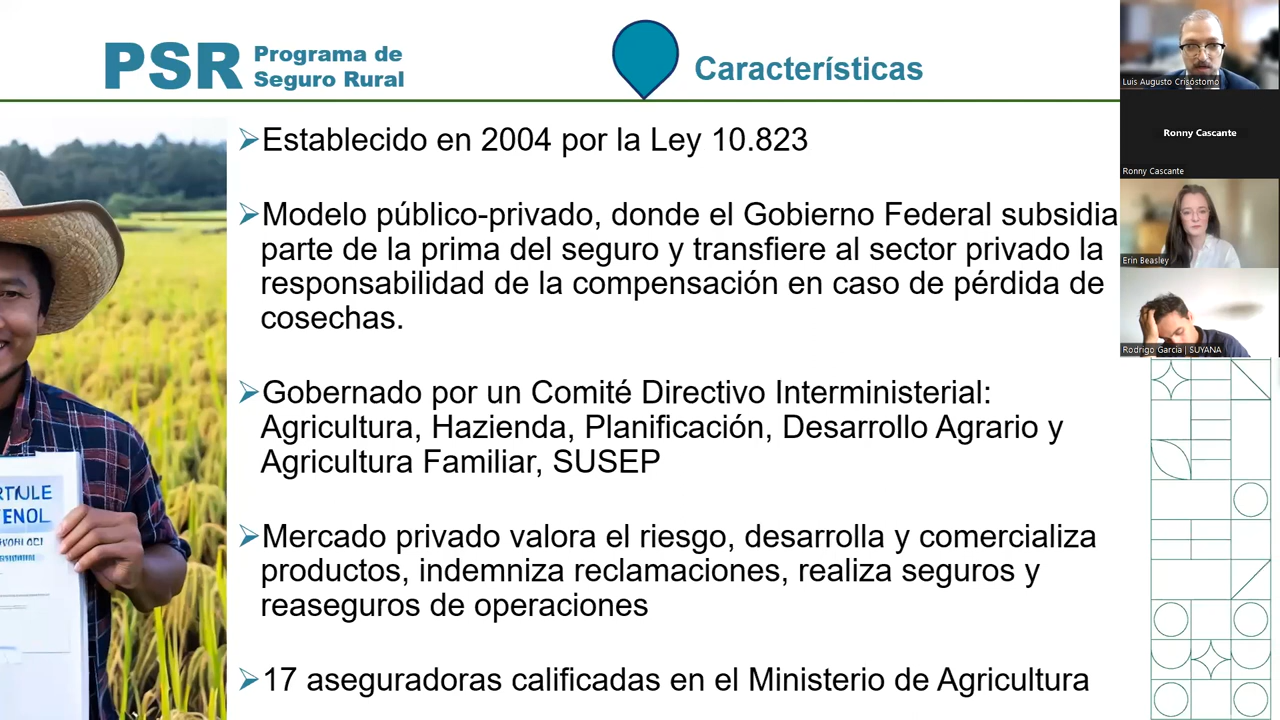 PSR
Programa de
Seguro Rural
Características
Establecido en 2004 por la Ley 10.823
Modelo público-privado, donde el Gobierno Federal subsidia
parte de la prima del seguro y transfiere al sector privado la
responsabilidad de la compensación en caso de pérdida de
cosechas.
Gobernado por un Comité Directivo Interministerial:
Agricultura, Hazienda, Planificación, Desarrollo Agrario y
Agricultura Familiar, SUSEP
Mercado privado valora el riesgo, desarrolla y comercializa
productos, indemniza reclamaciones, realiza seguros y
reaseguros de operaciones
17 aseguradoras calificadas en el Ministerio de Agricultura
Luis Augusto Crisóstomo
Ronny Cascante
Ronny Cascante
Erin Beasley
Rodrigo Garcia | SUYANA